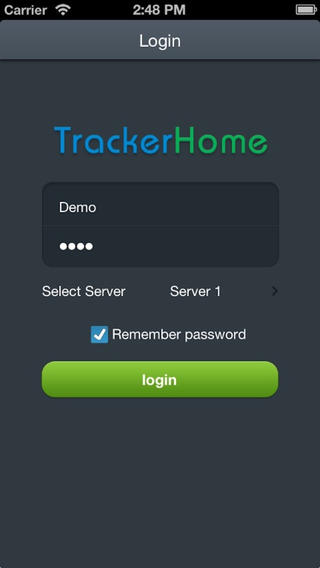 Carrier 2:48 PM
Login
TrackerHome
Demo
••••
Select Server Server 1
Remember password
login